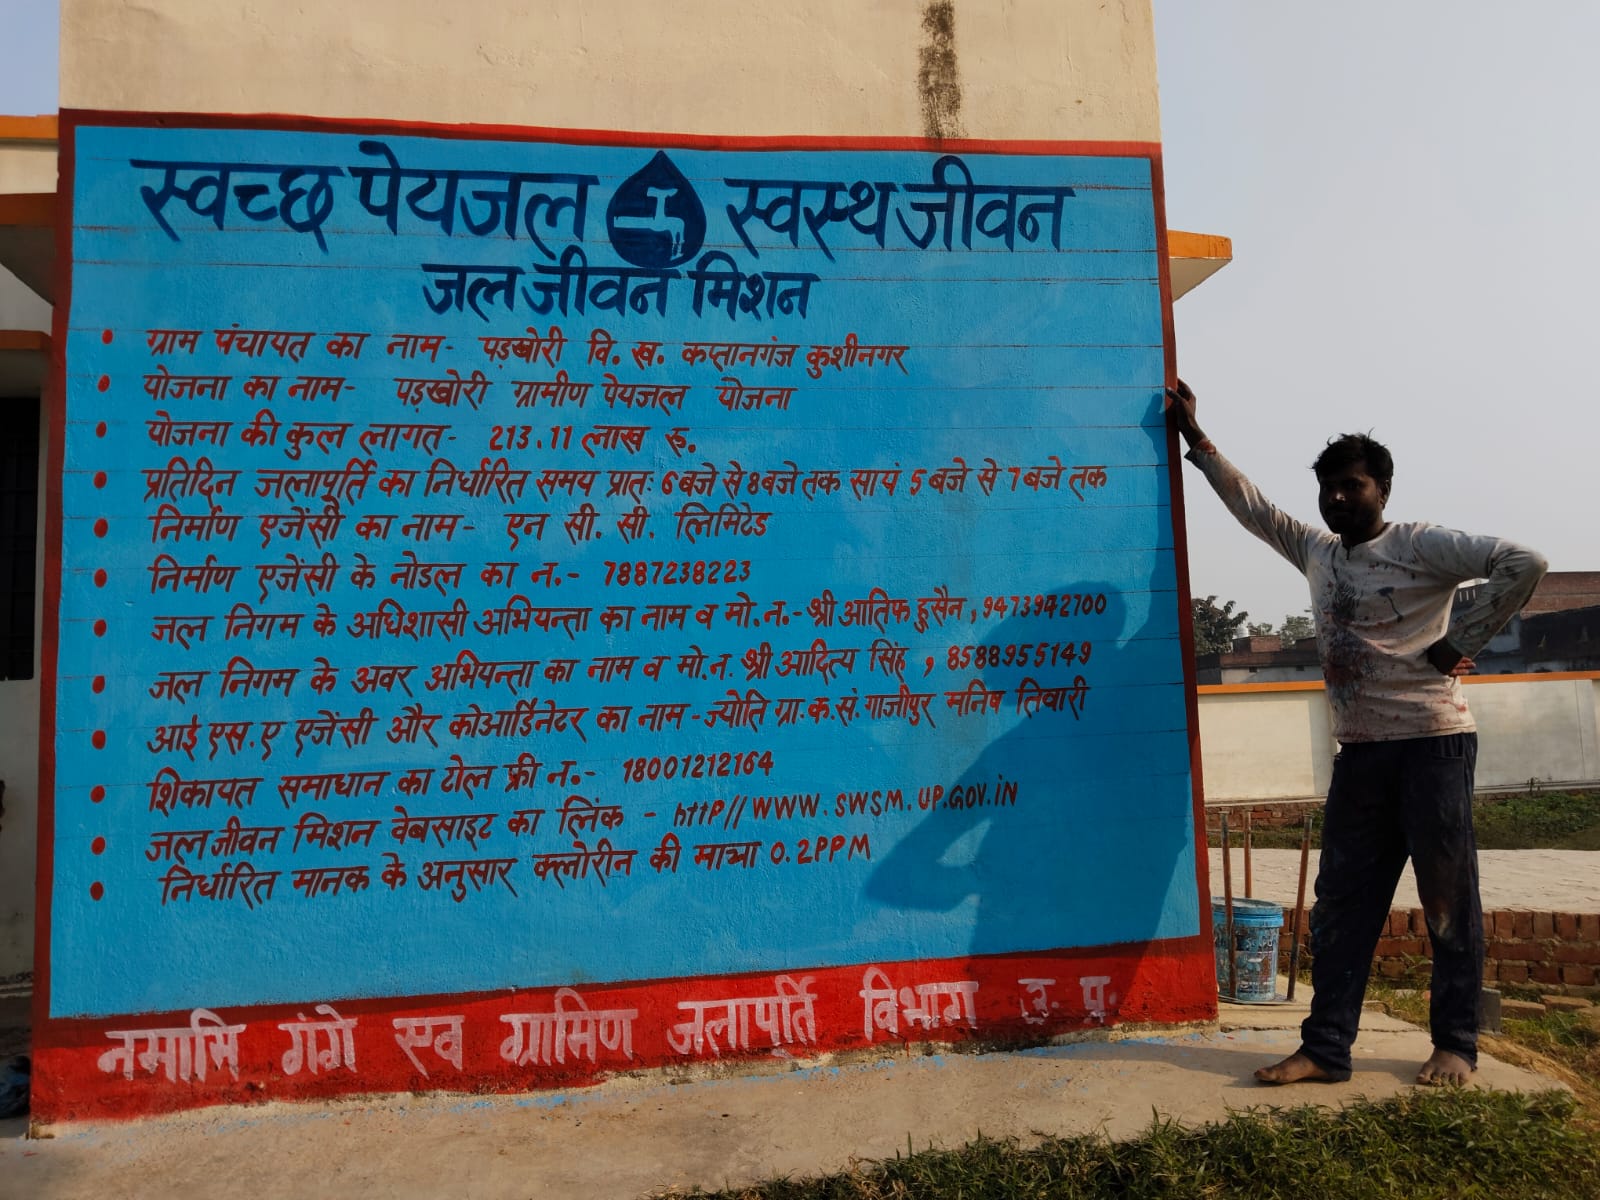 स्वच्छ पेयजल स्वस्थ जीवन
जल जीवन मिशन
• ग्राम पंचायत का नाम- पड़खोरी वि. ख. कप्तानगंज कुशीनगर
• योजना का नाम- पड़खोरी ग्रामीण पेयजल योजना
• योजना की कुल लागत- 213.11 लाख रु.
• प्रतिदिन जलापूर्ति का निर्धारित समय प्रातः 6 बजे से 8 बजे तक सायं 5 बजे से 7 बजे तक
• निर्माण एजेंसी का नाम- एन सी. सी. लिमिटेड
• निर्माण एजेंसी के नोडल का न.- 7887238223
• जल निगम के अधिशासी अभियन्ता का नाम व मो.न.- श्री आतिफ हुसैन, 9473942700
• जल निगम के अवर अभियन्ता का नाम व मो.न. श्री आदित्य सिंह, 8588955149
• आई एस.ए एजेंसी और कोआर्डिनेटर का नाम- ज्योति ग्रा.क.सं. गाजीपुर मनिष तिवारी
• शिकायत समाधान का टोल फ्री न.- 18001212164
• जल जीवन मिशन वेबसाइट का लिंक - httP//WWW.SWSM.UP.GOV.iN
• निर्धारित मानक के अनुसार क्लोरीन की मात्रा 0.2PPM
नमामि गंगे एव ग्रामिण जलापूर्ति विभाग उ. प्र.